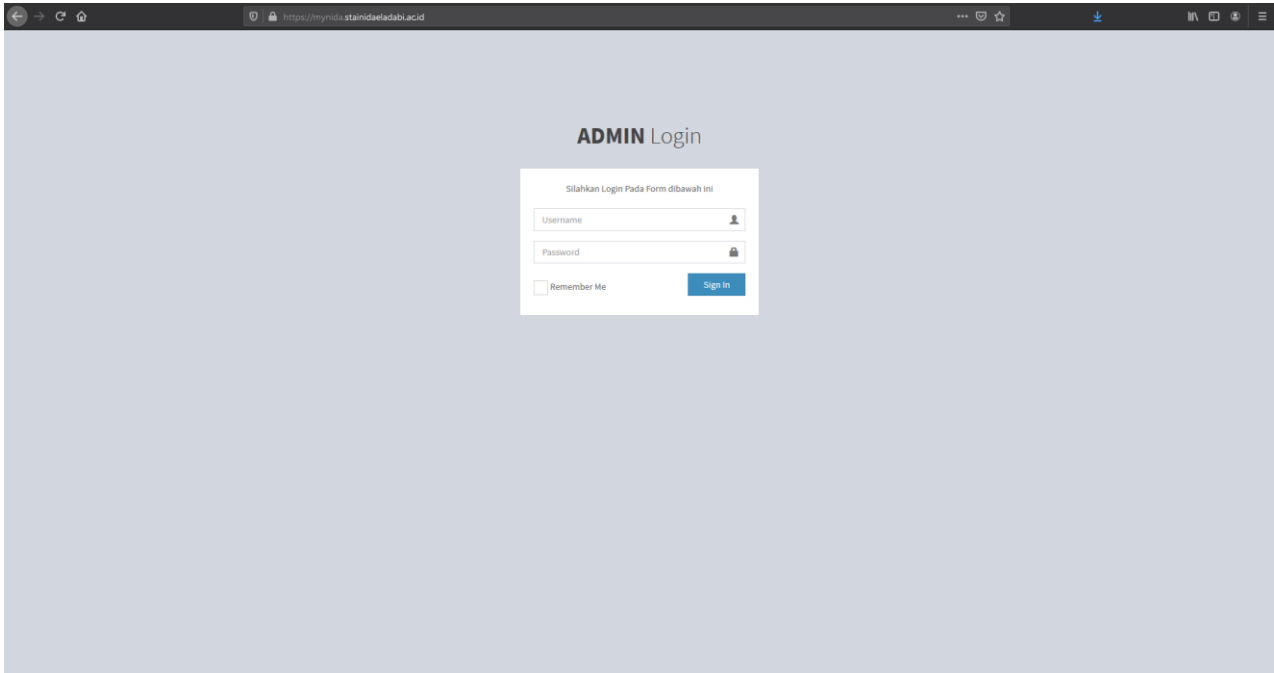 https://mynida.stainidaeladabi.ac.id
ADMIN Login
Silahkan Login Pada Form dibawah ini
Username
Password
Remember Me
Sign In